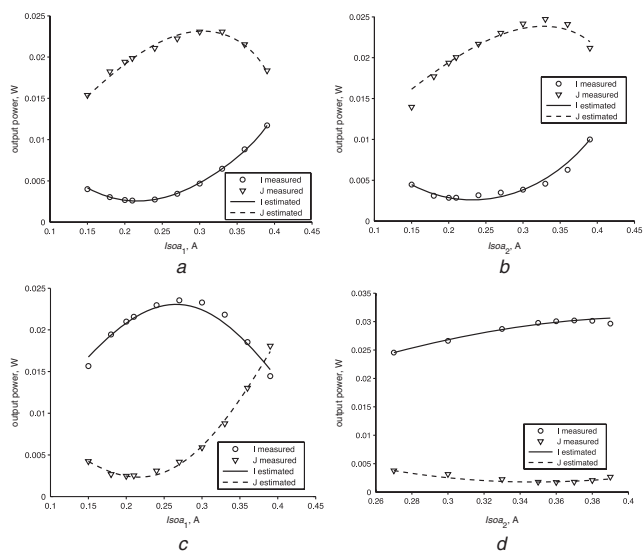 0.025
0.02
0.015
0.01
0.005
0
output power, W
0.1 0.15 0.2 0.25 0.3 0.35 0.4 0.45
Isoa1, A
I measured
J measured
I estimated
J estimated
a
0.025
0.02
0.015
0.01
0.005
0
output power, W
0.1 0.15 0.2 0.25 0.3 0.35 0.4 0.45
Isoa2, A
I measured
J measured
I estimated
J estimated
b
0.025
0.02
0.015
0.01
0.005
0
output power, W
0.1 0.15 0.2 0.25 0.3 0.35 0.4 0.45
Isoa1, A
I measured
J measured
I estimated
J estimated
c
0.035
0.03
0.025
0.02
0.015
0.01
0.005
0
output power, W
0.26 0.28 0.3 0.32 0.34 0.36 0.38 0.4
Isoa2, A
I measured
J measured
I estimated
J estimated
d